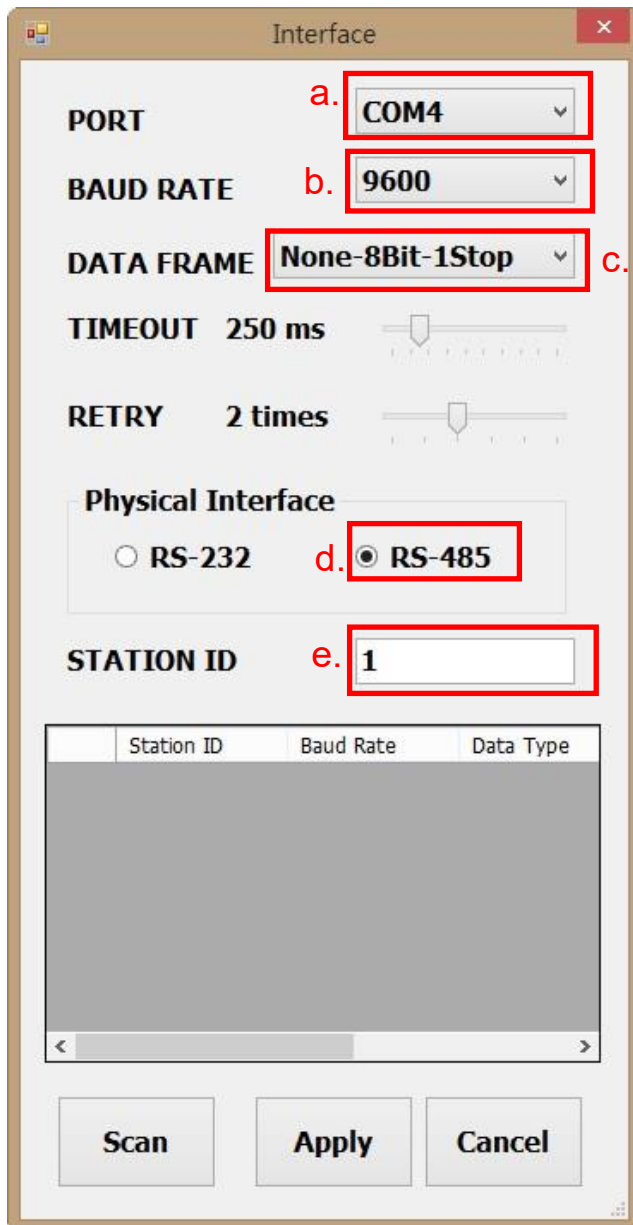 Interface
PORT a. COM4
BAUD RATE b. 9600
DATA FRAME None-8Bit-1Stop c.
TIMEOUT 250 ms
RETRY 2 times
Physical Interface
RS-232 d. RS-485
STATION ID e. 1
Station ID Baud Rate Data Type
Scan Apply Cancel